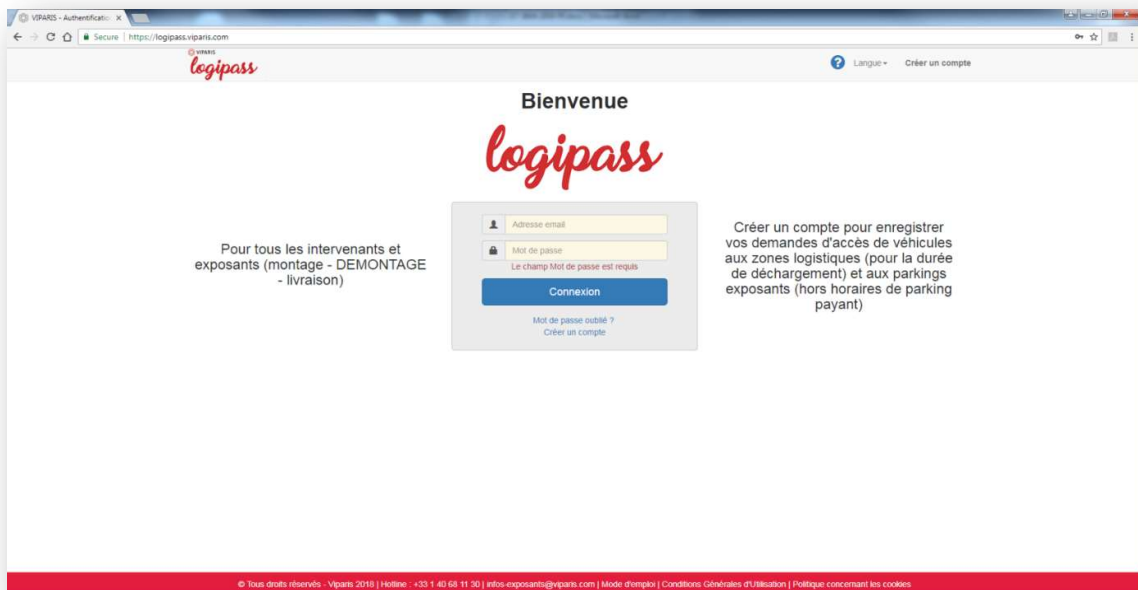 VIPARIS - Authentificatio
Secure | https://logipass.viparis.com
VIPARIS
logipass
Langue
Créer un compte
Bienvenue
logipass
Pour tous les intervenants et
exposants (montage - DEMONTAGE
- livraison)
Adresse email
Mot de passe
Le champ Mot de passe est requis
Connexion
Mot de passe oublié ?
Créer un compte
Créer un compte pour enregistrer
vos demandes d'accès de véhicules
aux zones logistiques (pour la durée
de déchargement) et aux parkings
exposants (hors horaires de parking
payant)
© Tous droits réservés - Viparis 2018 | Hotline : +33 1 40 68 11 30 | infos-exposants@viparis.com | Mode d'emploi | Conditions Générales d'Utilisation | Politique concernant les cookies